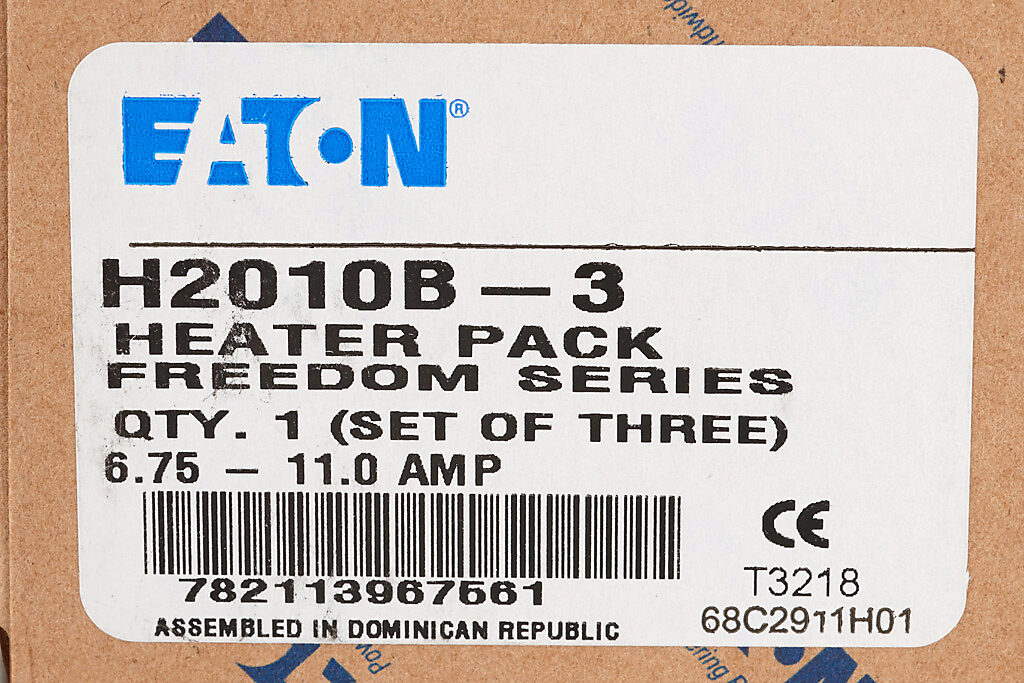 EATON®
H2010B – 3
HEATER PACK
FREEDOM SERIES
QTY. 1 (SET OF THREE)
6.75 – 11.0 AMP
782113967561
CE
T3218
68C2911H01
ASSEMBLED IN DOMINICAN REPUBLIC